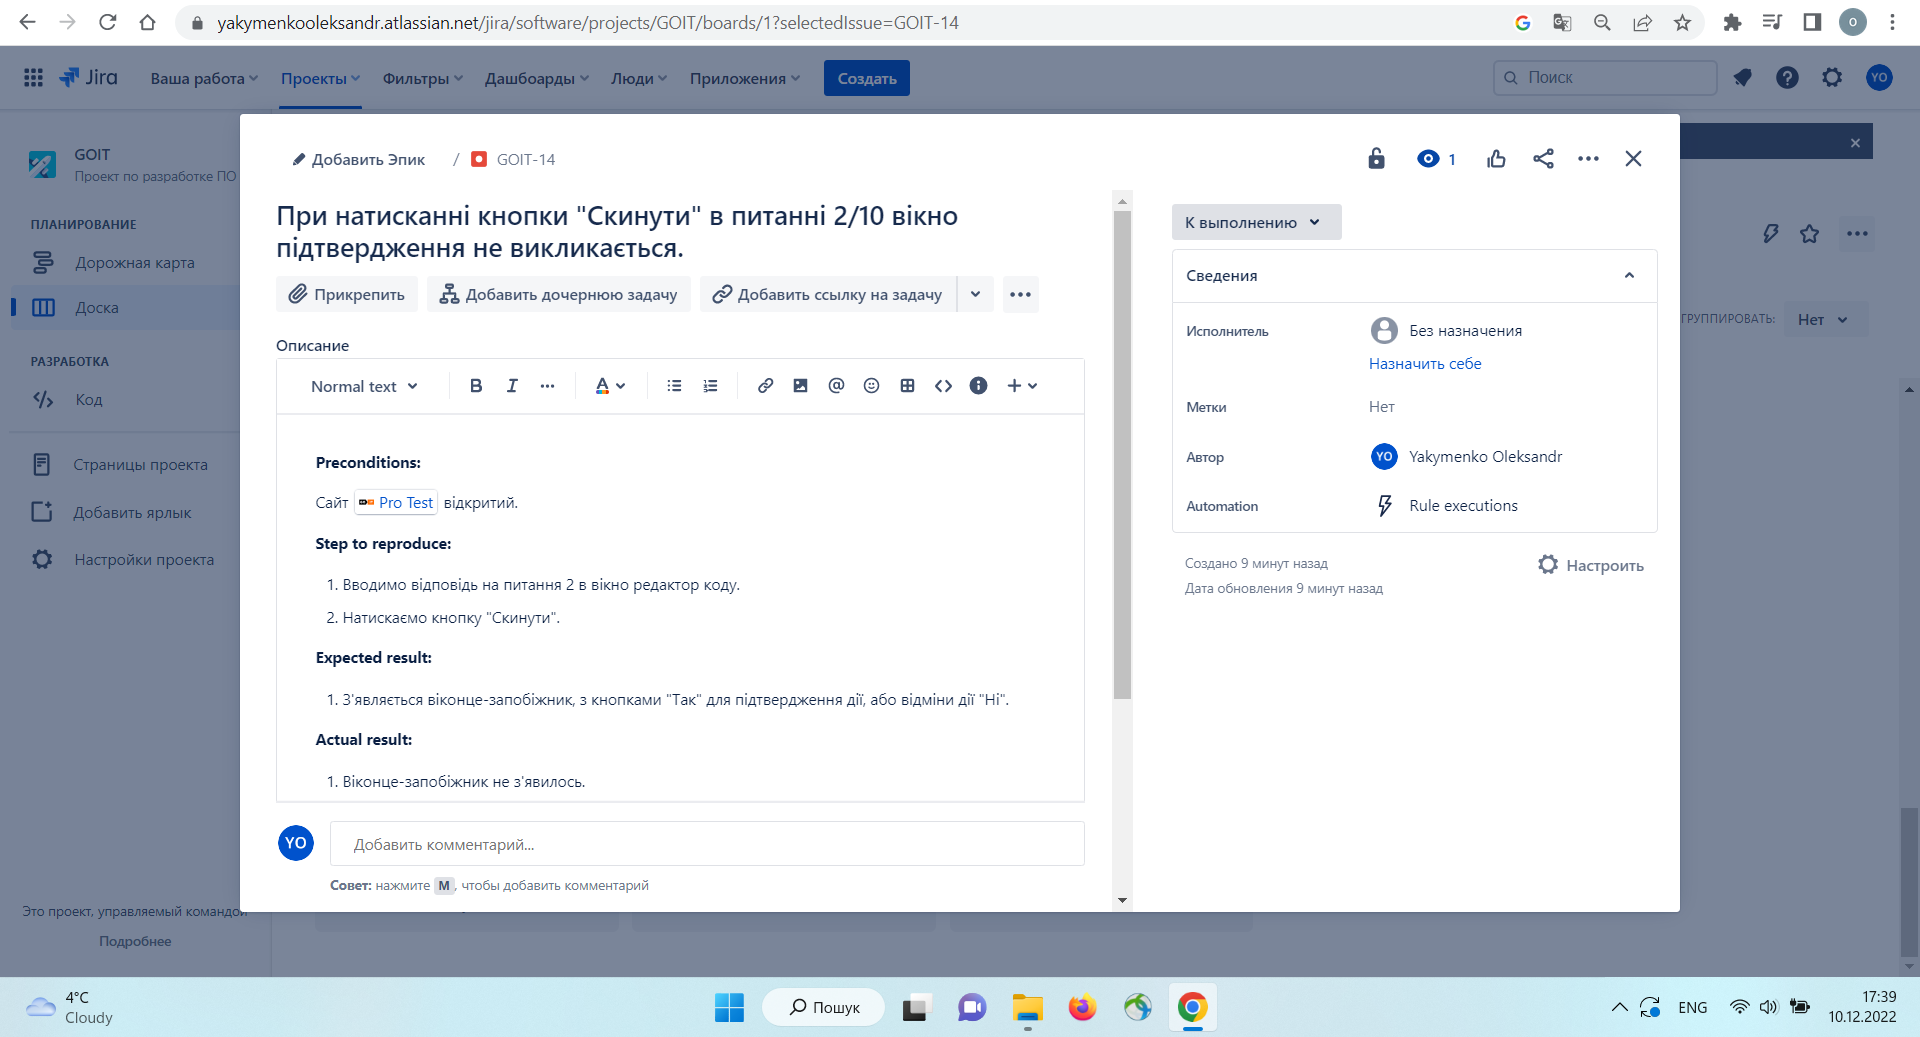 yakymenkooleksandr.atlassian.net/jira/software/projects/GOIT/boards/1?selectedIssue=GOIT-14
O
Jira
Ваша работа
Проекты
Фильтры
Дашбоарды
Люди
Приложения
Создать
Поиск
YO
GOIT
Проект по разработке ПО
ПЛАНИРОВАНИЕ
Дорожная карта
Доска
РАЗРАБОТКА
Код
Страницы проекта
Добавить ярлык
Настройки проекта
Это проект, управляемый командой
Подробнее
ГРУППИРОВАТЬ:
Нет
Добавить Эпик / GOIT-14
1
При натисканні кнопки "Скинути" в питанні 2/10 вікно
підтвердження не викликається.
Прикрепить
Добавить дочернюю задачу
Добавить ссылку на задачу
Описание
Normal text
B I A
Preconditions:
Сайт Pro Test відкритий.
Step to reproduce:
1. Вводимо відповідь на питання 2 в вікно редактор коду.
2. Натискаємо кнопку "Скинути".
Expected result:
1. З'являється віконце-запобіжник, з кнопками "Так" для підтвердження дії, або відміни дії "Ні".
Actual result:
1. Віконце-запобіжник не з'явилось.
YO
Добавить комментарий...
Совет: нажмите M, чтобы добавить комментарий
К выполнению
Сведения
Исполнитель
Без назначения
Назначить себе
Метки
Нет
Автор
YO Yakymenko Oleksandr
Automation
Rule executions
Создано 9 минут назад
Дата обновления 9 минут назад
Настроить
4°C
Cloudy
Пошук
ENG
17:39
10.12.2022